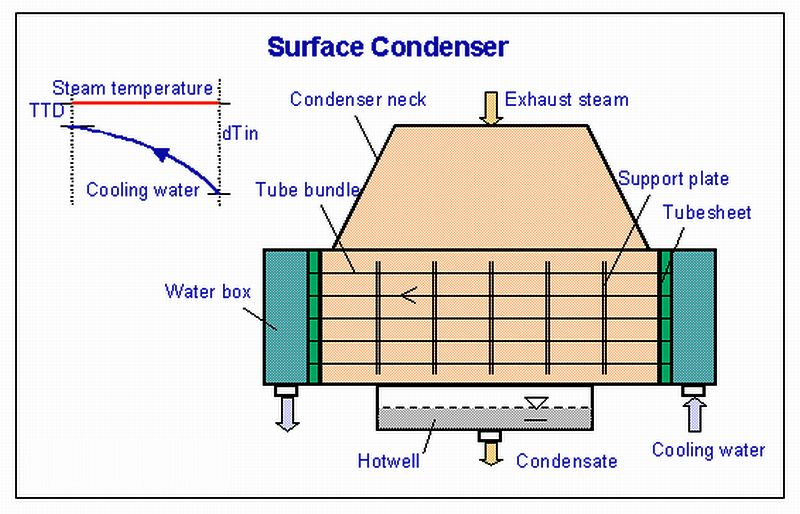 Surface Condenser
Steam temperature
TTD
dTin
Cooling water
Condenser neck
Exhaust steam
Tube bundle
Support plate
Tubesheet
Water box
Hotwell
Condensate
Cooling water